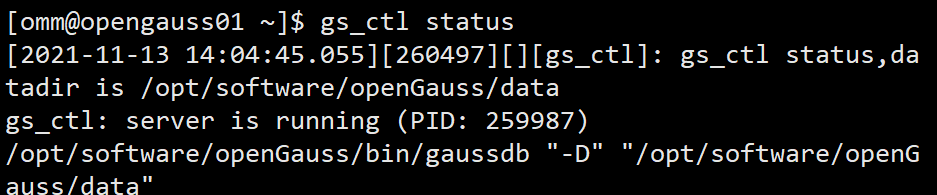 [omm@opengauss01 ~]$ gs_ctl status
[2021-11-13 14:04:45.055][260497][][gs_ctl]: gs_ctl status,da
tadir is /opt/software/openGauss/data
gs_ctl: server is running (PID: 259987)
/opt/software/openGauss/bin/gaussdb "-D" "/opt/software/openG
auss/data"